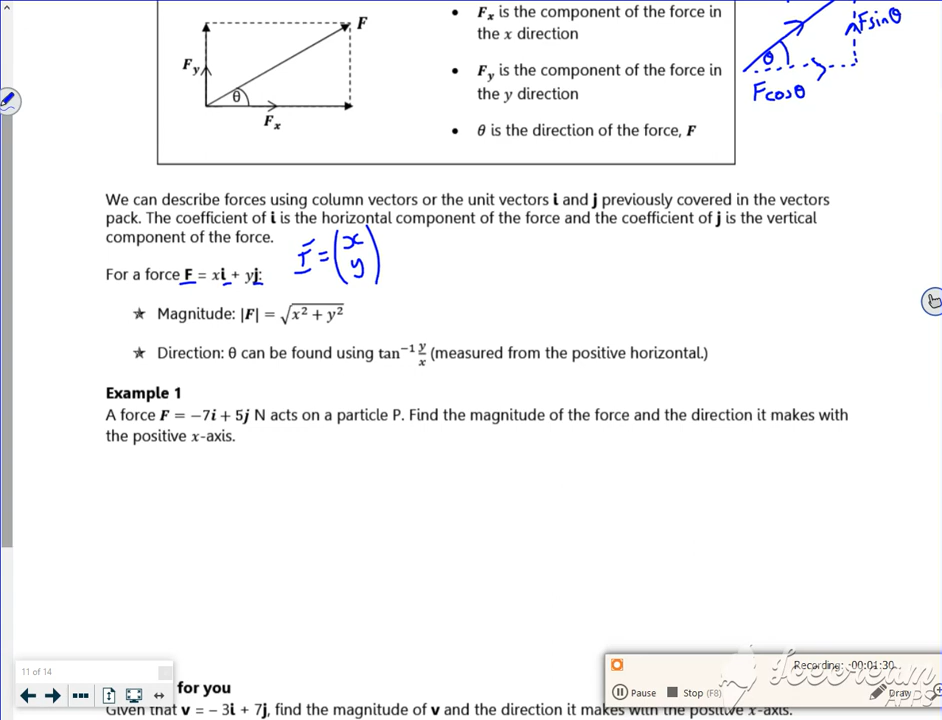 F
F_x is the component of the force in
the x direction
F_y
F_y is the component of the force in
the y direction
θ
F_x
θ is the direction of the force, F
Fsinθ
θ
Fcosθ
We can describe forces using column vectors or the unit vectors i and j previously covered in the vectors
pack. The coefficient of i is the horizontal component of the force and the coefficient of j is the vertical
component of the force.
F = (x
y)
For a force F = xi + yj:
★ Magnitude: |F| = √x² + y²
★ Direction: θ can be found using tan⁻¹ y/x (measured from the positive horizontal.)
Example 1
A force F = −7i + 5j N acts on a particle P. Find the magnitude of the force and the direction it makes with
the positive x-axis.
11 of 14
for you
Given that v = − 3i + 7j, find the magnitude of v and the direction it makes with the positive x-axis.
Recording: 00:01:30
Pause
Stop (F8)
Draw
Icecream
APPS